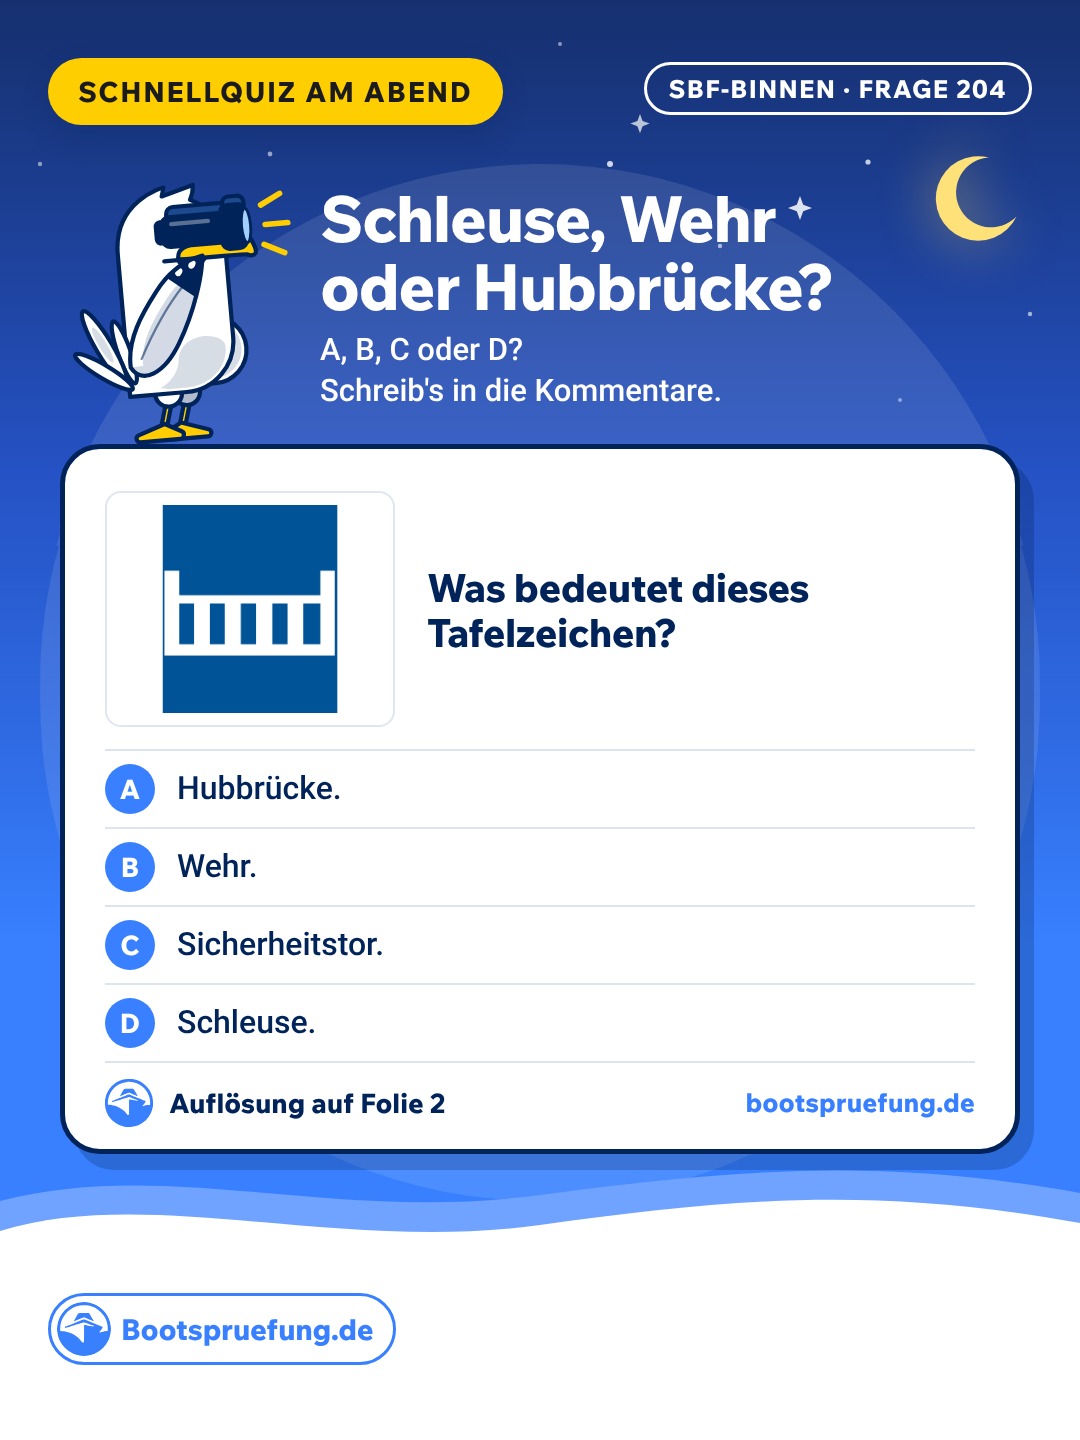 SCHNELLQUIZ AM ABEND
SBF-BINNEN · FRAGE 204
Schleuse, Wehr
oder Hubbrücke?
A, B, C oder D?
Schreib's in die Kommentare.
Was bedeutet dieses
Tafelzeichen?
A Hubbrücke.
B Wehr.
C Sicherheitstor.
D Schleuse.
Auflösung auf Folie 2
bootspruefung.de
Bootspruefung.de